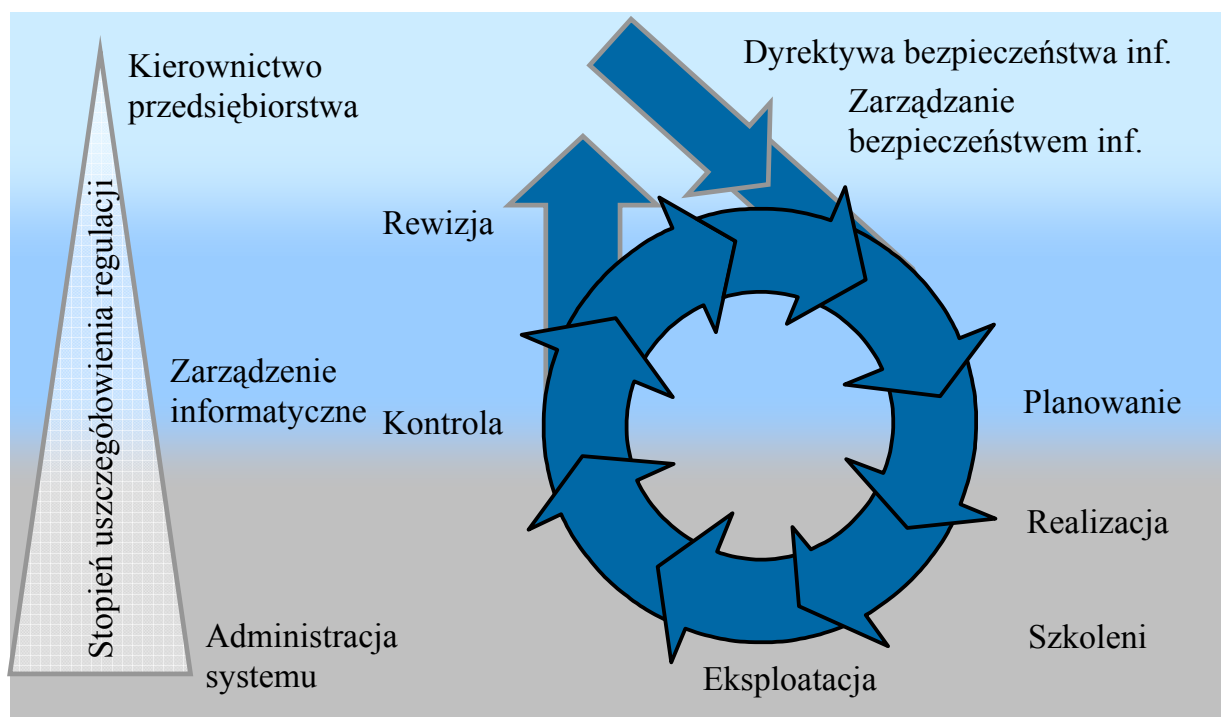 Kierownictwo
przedsiębiorstwa
Dyrektywa bezpieczeństwa inf.
Zarządzanie
bezpieczeństwem inf.
Stopień uszczegółowienia regulacji
Rewizja
Zarządzenie
informatyczne
Kontrola
Planowanie
Realizacja
Administracja
systemu
Szkoleni
Eksploatacja